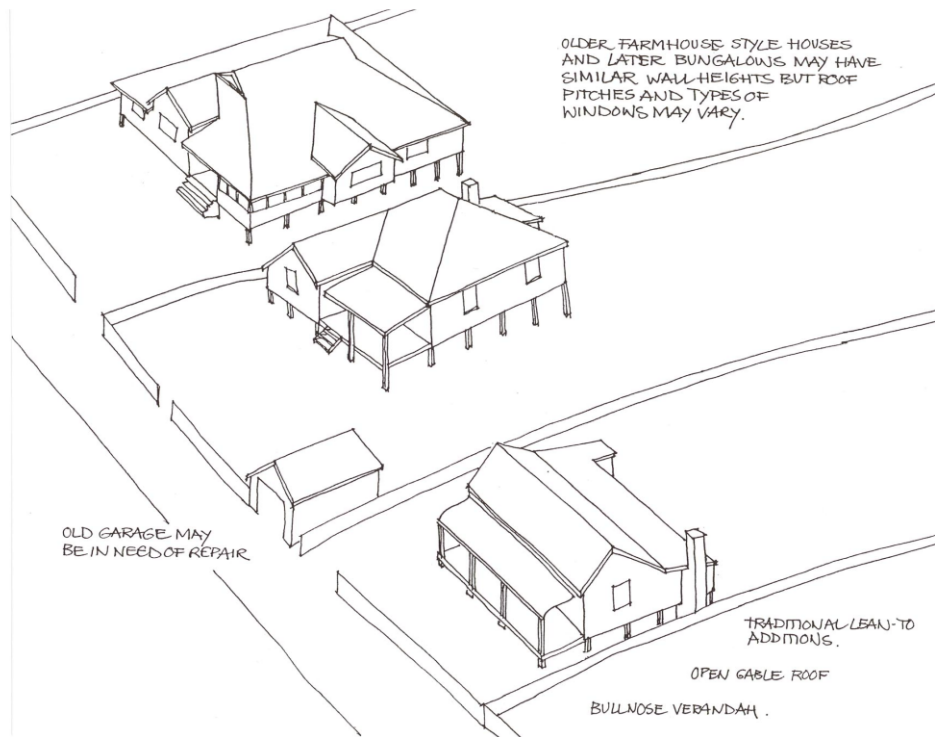 OLDER FARMHOUSE STYLE HOUSES
AND LATER BUNGALOWS MAY HAVE
SIMILAR WALL HEIGHTS BUT ROOF
PITCHES AND TYPES OF
WINDOWS MAY VARY.
OLD GARAGE MAY
BE IN NEED OF REPAIR
TRADITIONAL LEAN-TO
ADDITIONS.
OPEN GABLE ROOF
BULLNOSE VERANDAH.